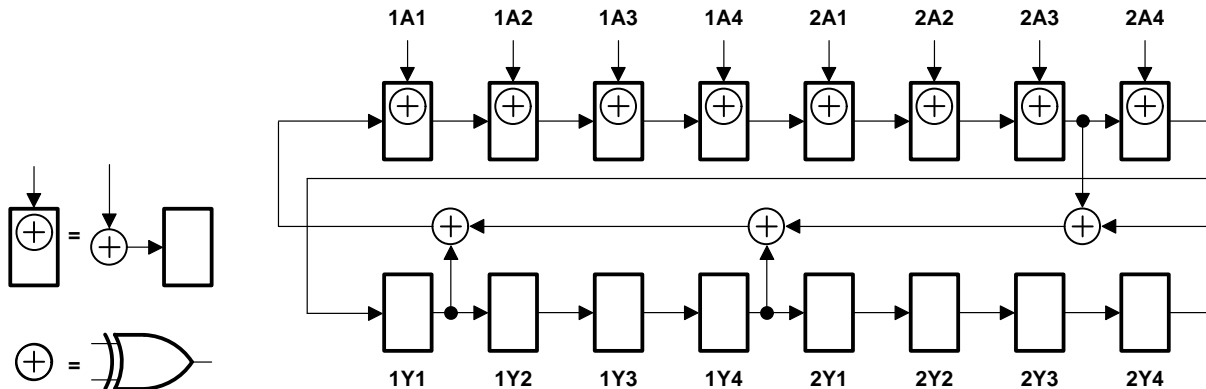 1A1 1A2 1A3 1A4 2A1 2A2 2A3 2A4
=
=
1Y1 1Y2 1Y3 1Y4 2Y1 2Y2 2Y3 2Y4